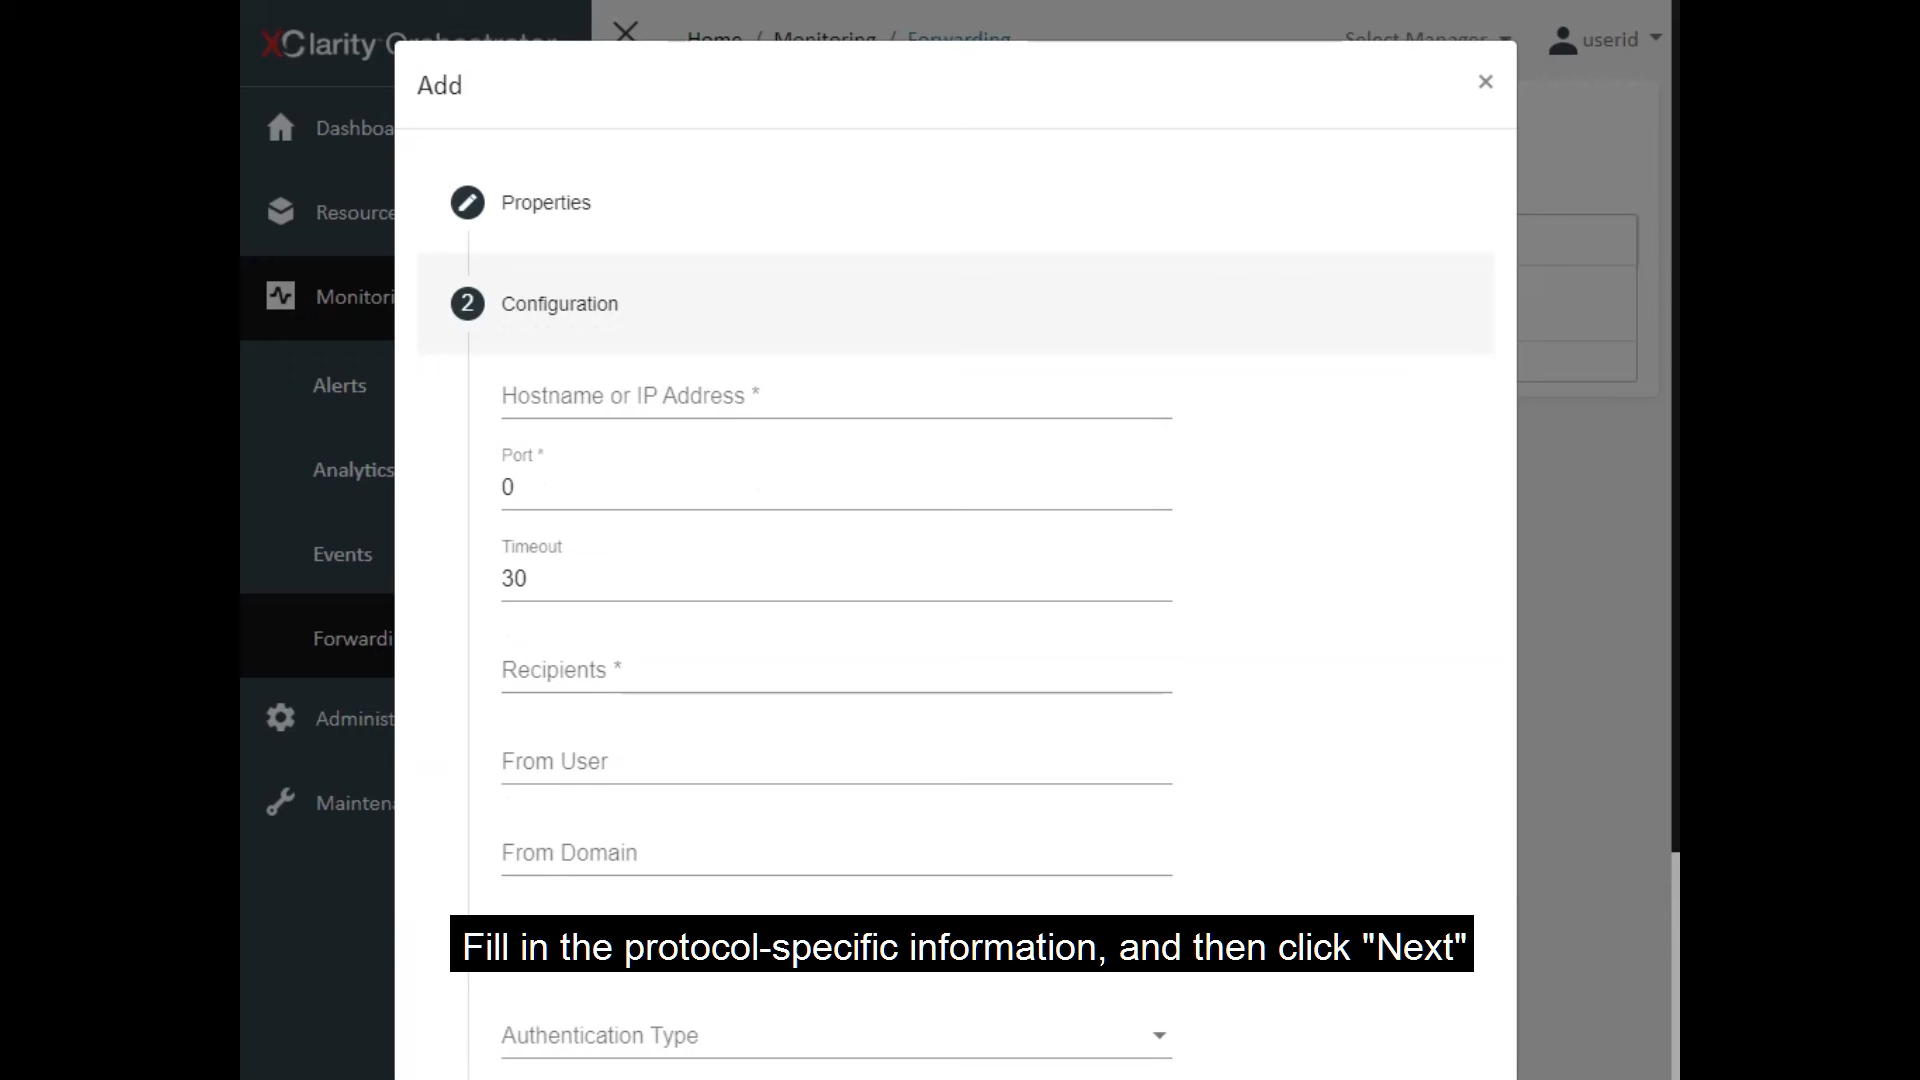 XClarity Orchestrator
Home / Monitoring / Forwarding
Select Manager
userid
Add
×
Dashboa
Resource
Monitori
Alerts
Analytics
Events
Forwardi
Administ
Maintena
Properties
2 Configuration
Hostname or IP Address *
Port *
0
Timeout
30
Recipients *
From User
From Domain
Fill in the protocol-specific information, and then click "Next"
Authentication Type